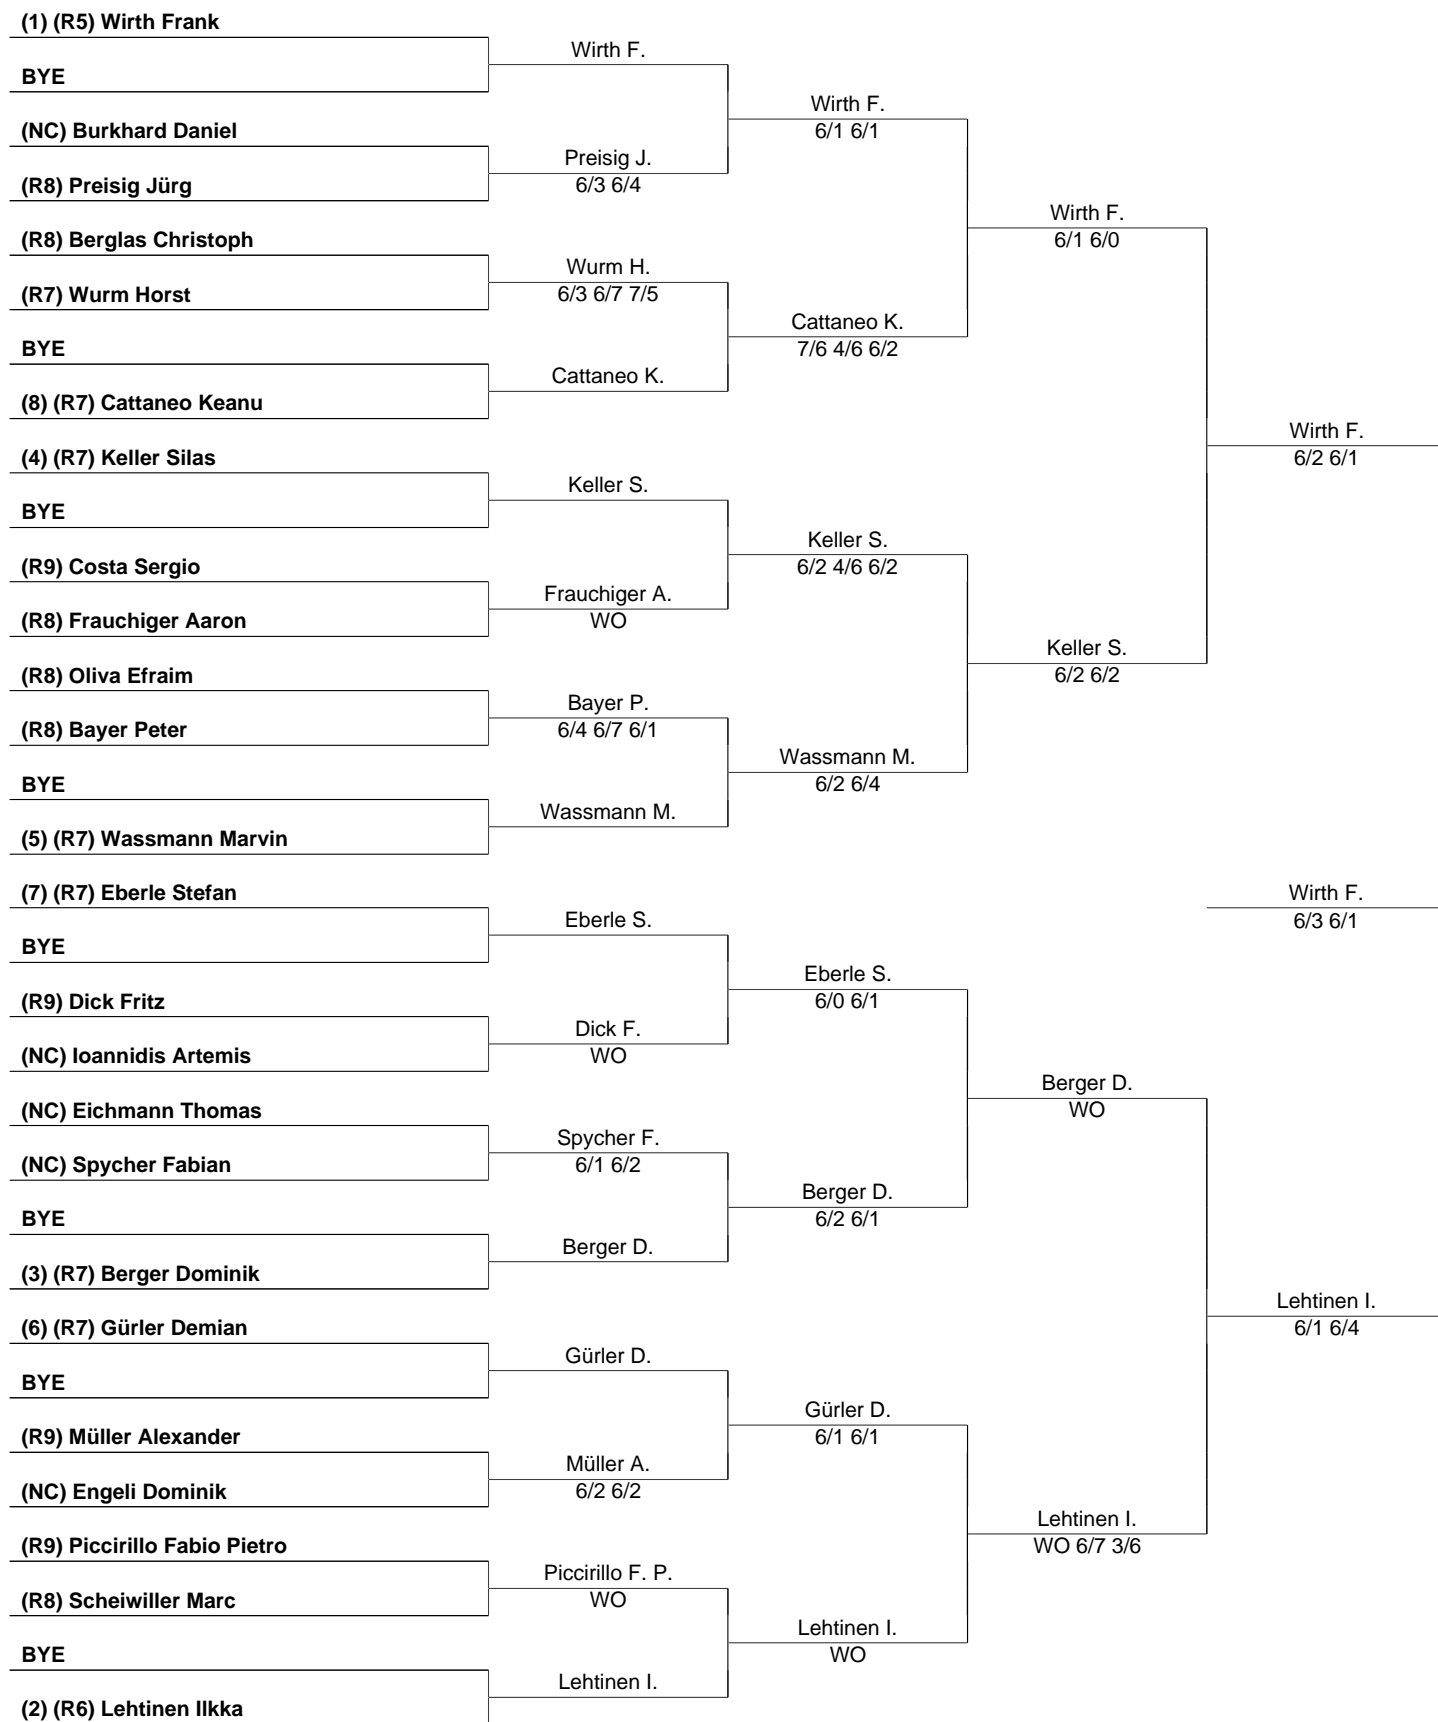 (1) (R5) Wirth Frank
Wirth F.
BYE
Wirth F.
6/1 6/1
(NC) Burkhard Daniel
Preisig J.
6/3 6/4
(R8) Preisig Jürg
Wirth F.
6/1 6/0
(R8) Berglas Christoph
Wurm H.
6/3 6/7 7/5
(R7) Wurm Horst
Cattaneo K.
7/6 4/6 6/2
BYE
Cattaneo K.
(8) (R7) Cattaneo Keanu
Wirth F.
6/2 6/1
(4) (R7) Keller Silas
Keller S.
BYE
Keller S.
6/2 4/6 6/2
(R9) Costa Sergio
Frauchiger A.
WO
(R8) Frauchiger Aaron
Keller S.
6/2 6/2
(R8) Oliva Efraim
Bayer P.
6/4 6/7 6/1
(R8) Bayer Peter
Wassmann M.
6/2 6/4
BYE
Wassmann M.
(5) (R7) Wassmann Marvin
(7) (R7) Eberle Stefan
Wirth F.
6/3 6/1
Eberle S.
BYE
Eberle S.
6/0 6/1
(R9) Dick Fritz
Dick F.
WO
(NC) Ioannidis Artemis
Berger D.
WO
(NC) Eichmann Thomas
Spycher F.
6/1 6/2
(NC) Spycher Fabian
Berger D.
6/2 6/1
BYE
Berger D.
(3) (R7) Berger Dominik
Lehtinen I.
6/1 6/4
(6) (R7) Gürler Demian
Gürler D.
BYE
Gürler D.
6/1 6/1
(R9) Müller Alexander
Müller A.
6/2 6/2
(NC) Engeli Dominik
Lehtinen I.
WO 6/7 3/6
(R9) Piccirillo Fabio Pietro
Piccirillo F. P.
WO
(R8) Scheiwiller Marc
Lehtinen I.
WO
BYE
Lehtinen I.
(2) (R6) Lehtinen Ilkka